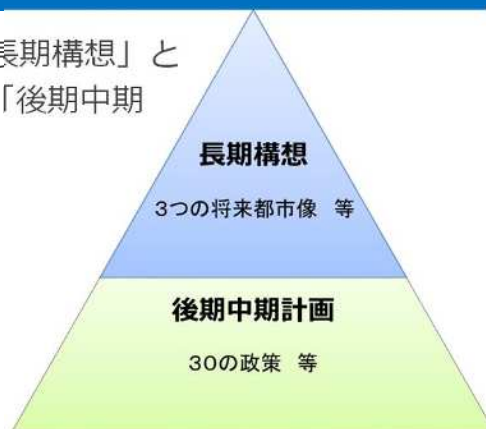 長期構想」と
「後期中期
長期構想
3つの将来都市像 等
後期中期計画
30の政策 等